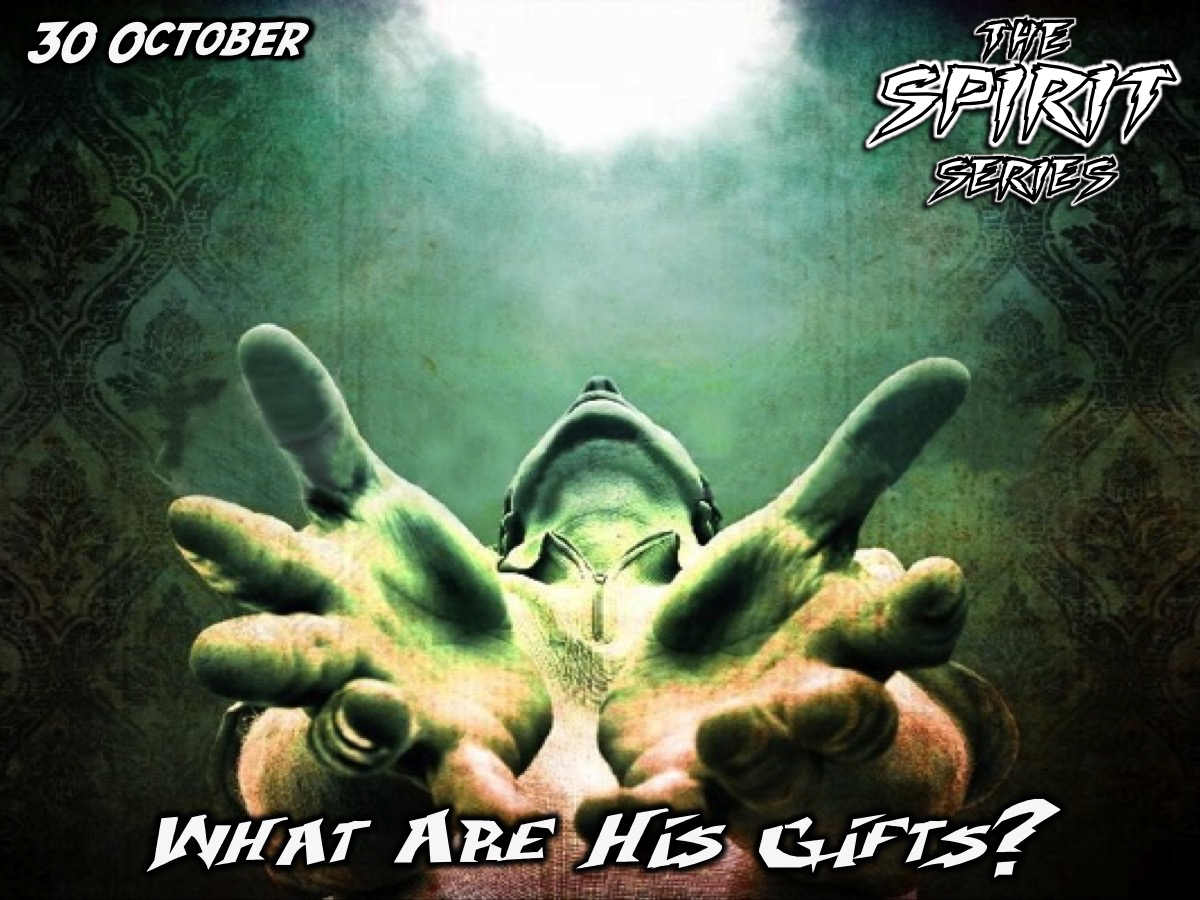 30 October
THE
SPIRIT
SERIES
What Are His Gifts?